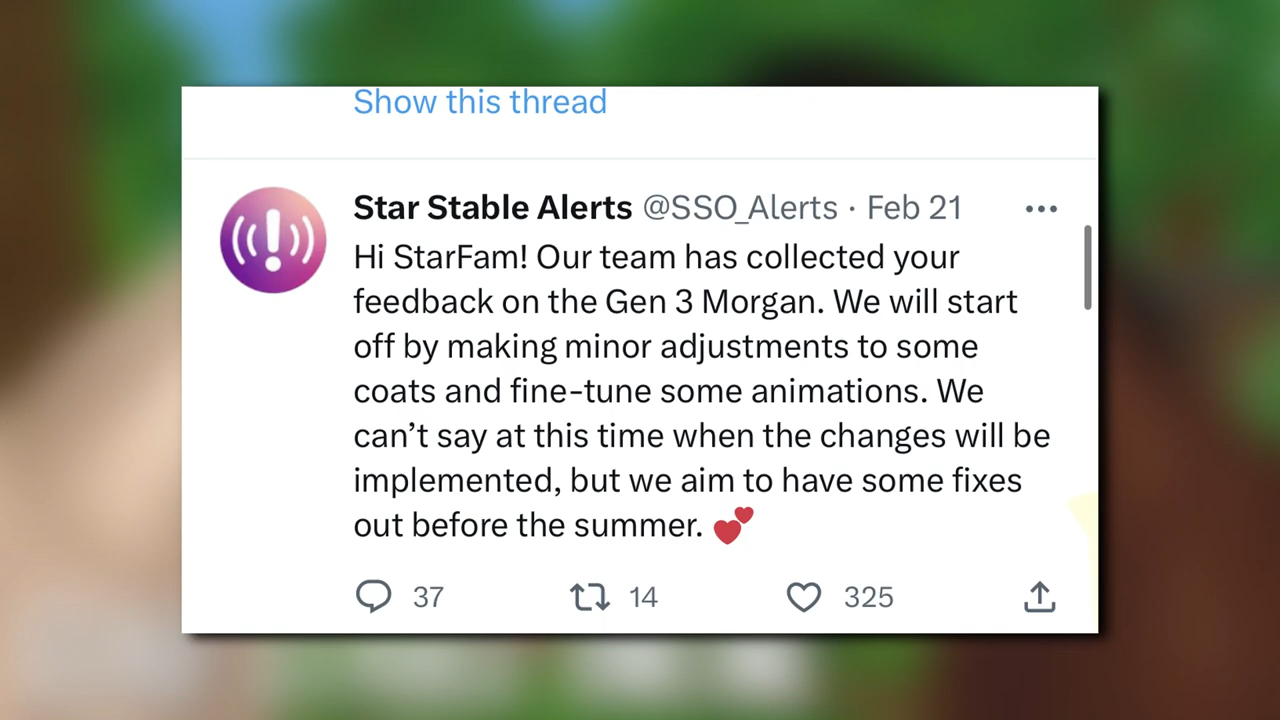 Show this thread
Star Stable Alerts @SSO_Alerts · Feb 21
Hi StarFam! Our team has collected your
feedback on the Gen 3 Morgan. We will start
off by making minor adjustments to some
coats and fine-tune some animations. We
can’t say at this time when the changes will be
implemented, but we aim to have some fixes
out before the summer. 💕
37 14 325